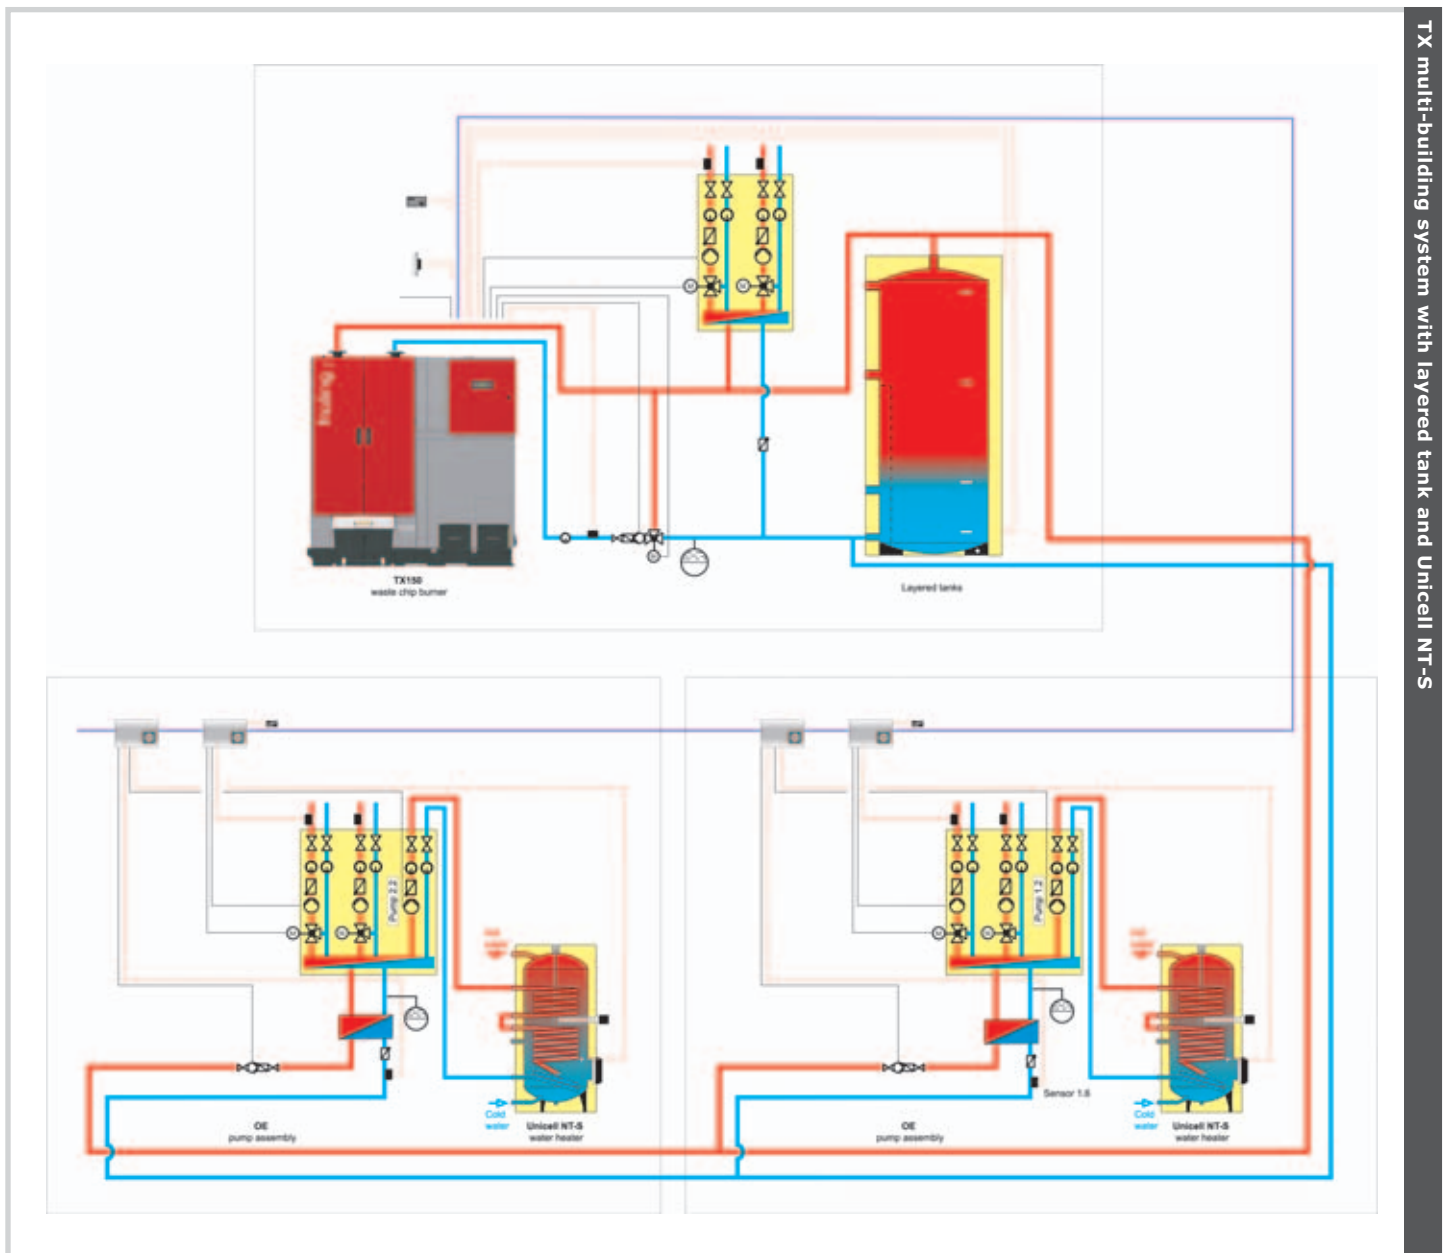 TX multi-building system with layered tank and Unicell NT-S
TX150
waste chip burner
Layered tanks
Pump 2.2
Cold
water
OE
pump assembly
Unicell NT-S
water heater
Pump 1.2
Sensor 1.6
Cold
water
OE
pump assembly
Unicell NT-S
water heater